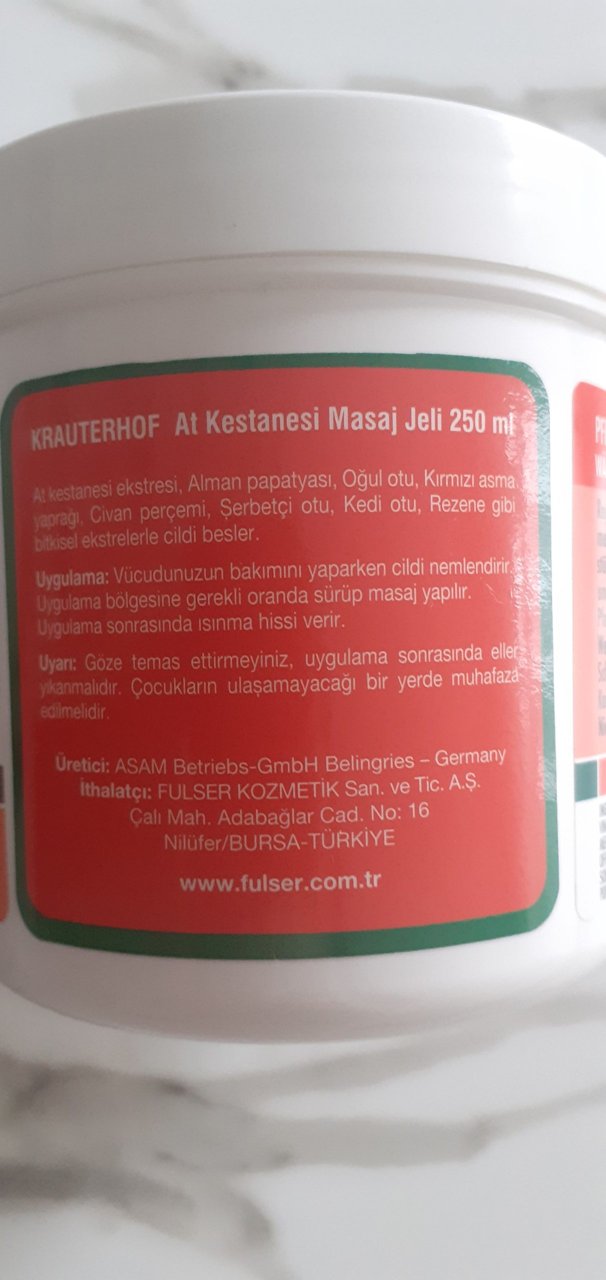 KRAUTERHOF At Kestanesi Masaj Jeli 250 ml
At kestanesi ekstresi, Alman papatyası, Oğul otu, Kırmızı asma
yaprağı, Civan perçemi, Şerbetçi otu, Kedi otu, Rezene gibi
bitkisel ekstrelerle cildi besler.
Uygulama: Vücudunuzun bakımını yaparken cildi nemlendirir.
Uygulama bölgesine gerekli oranda sürüp masaj yapılır.
Uygulama sonrasında ısınma hissi verir.
Uyarı: Göze temas ettirmeyiniz, uygulama sonrasında eller
yıkanmalıdır. Çocukların ulaşamayacağı bir yerde muhafaza
edilmelidir.
Üretici: ASAM Betriebs-GmbH Belingries – Germany
İthalatçı: FULSER KOZMETİK San. ve Tic. A.Ş.
Çalı Mah. Adabağlar Cad. No: 16
Nilüfer/BURSA-TÜRKİYE
www.fulser.com.tr